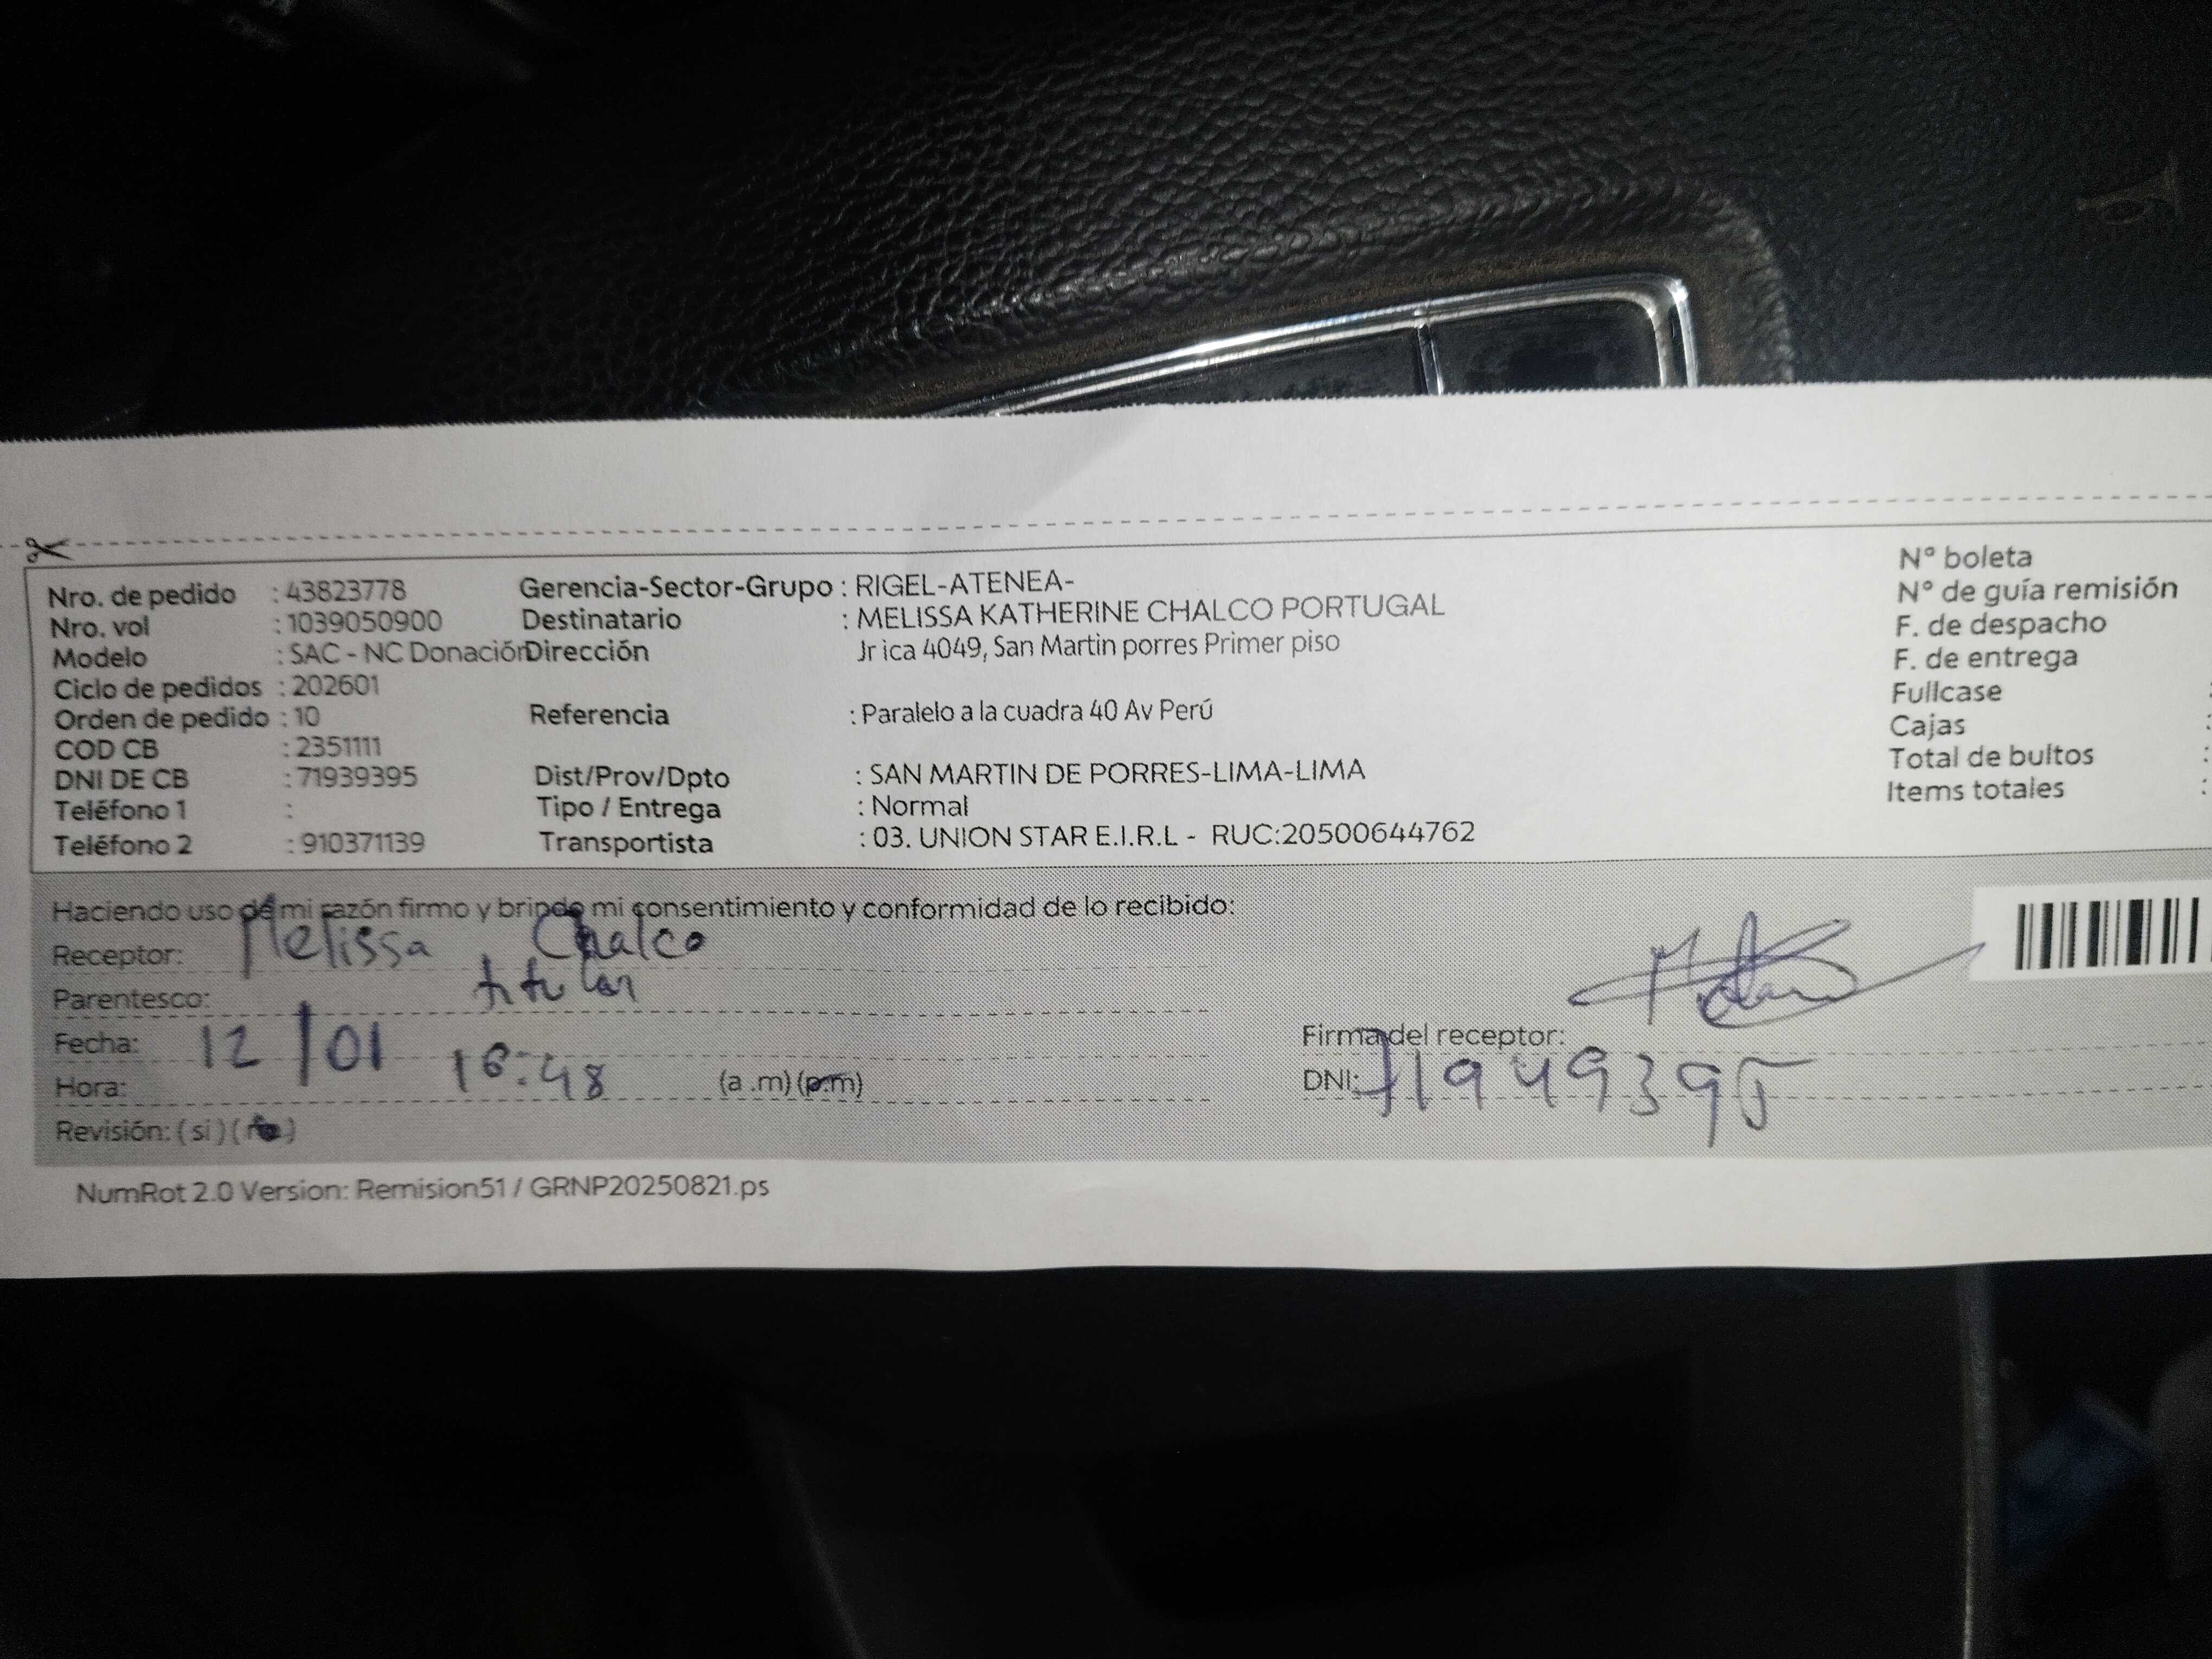 Nro. de pedido : 43823778 Gerencia-Sector-Grupo : RIGEL-ATENEA- N° boleta
Nro. vol : 1039050900 Destinatario : MELISSA KATHERINE CHALCO PORTUGAL N° de guía remisión
Modelo : SAC - NC Donación Dirección Jr ica 4049, San Martin porres Primer piso F. de despacho
Ciclo de pedidos : 202601 F. de entrega
Orden de pedido : 10 Referencia : Paralelo a la cuadra 40 Av Perú Fullcase :
COD CB : 2351111 Cajas :
DNI DE CB : 71939395 Dist/Prov/Dpto : SAN MARTIN DE PORRES-LIMA-LIMA Total de bultos :
Teléfono 1 : Tipo / Entrega : Normal Items totales :
Teléfono 2 : 910371139 Transportista : 03. UNION STAR E.I.R.L - RUC:20500644762
Haciendo uso de mi razón firmo y brindo mi consentimiento y conformidad de lo recibido:
Receptor: Melissa Chalco
Parentesco: titular
Fecha: 12/01 Firma del receptor:
Hora: 16:48 (a .m) (p.m) DNI: 71949395
Revisión: ( si ) ( no )
NumRot 2.0 Version: Remision51 / GRNP20250821.ps